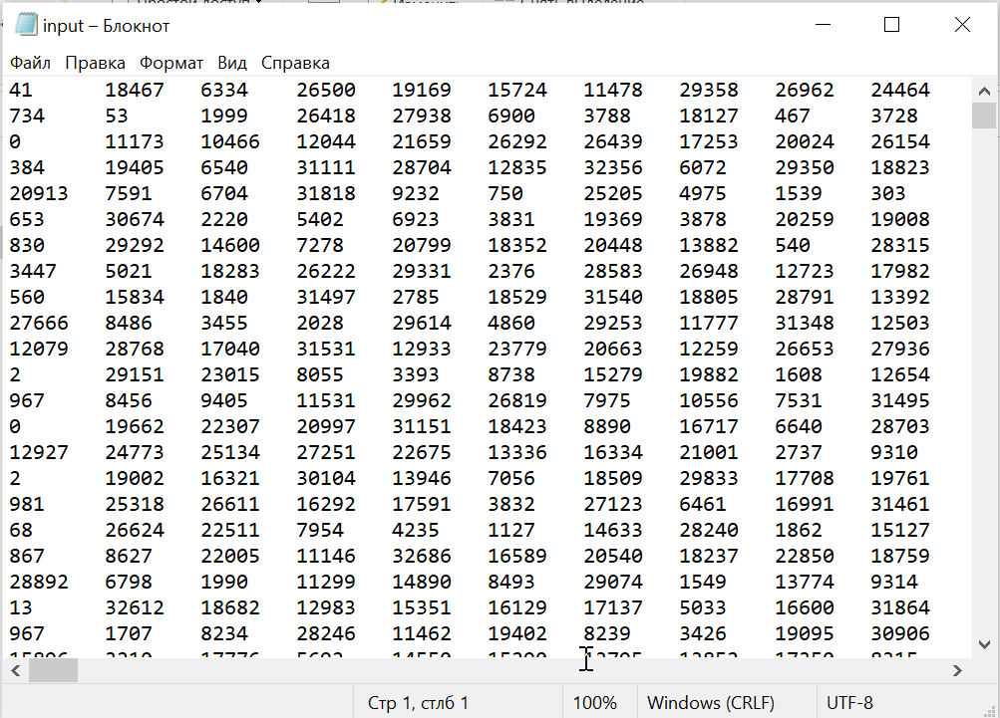 input – Блокнот
Файл Правка Формат Вид Справка
41 18467 6334 26500 19169 15724 11478 29358 26962 24464
734 53 1999 26418 27938 6900 3788 18127 467 3728
0 11173 10466 12044 21659 26292 26439 17253 20024 26154
384 19405 6540 31111 28704 12835 32356 6072 29350 18823
20913 7591 6704 31818 9232 750 25205 4975 1539 303
653 30674 2220 5402 6923 3831 19369 3878 20259 19008
830 29292 14600 7278 20799 18352 20448 13882 540 28315
3447 5021 18283 26222 29331 2376 28583 26948 12723 17982
560 15834 1840 31497 2785 18529 31540 18805 28791 13392
27666 8486 3455 2028 29614 4860 29253 11777 31348 12503
12079 28768 17040 31531 12933 23779 20663 12259 26653 27936
2 29151 23015 8055 3393 8738 15279 19882 1608 12654
967 8456 9405 11531 29962 26819 7975 10556 7531 31495
0 19662 22307 20997 31151 18423 8890 16717 6640 28703
12927 24773 25134 27251 22675 13336 16334 21001 2737 9310
2 19002 16321 30104 13946 7056 18509 29833 17708 19761
981 25318 26611 16292 17591 3832 27123 6461 16991 31461
68 26624 22511 7954 4235 1127 14633 28240 1862 15127
867 8627 22005 11146 32686 16589 20540 18237 22850 18759
28892 6798 1990 11299 14890 8493 29074 1549 13774 9314
13 32612 18682 12983 15351 16129 17137 5033 16600 31864
967 1707 8234 28246 11462 19402 8239 3426 19095 30906
Стр 1, стлб 1 100% Windows (CRLF) UTF-8